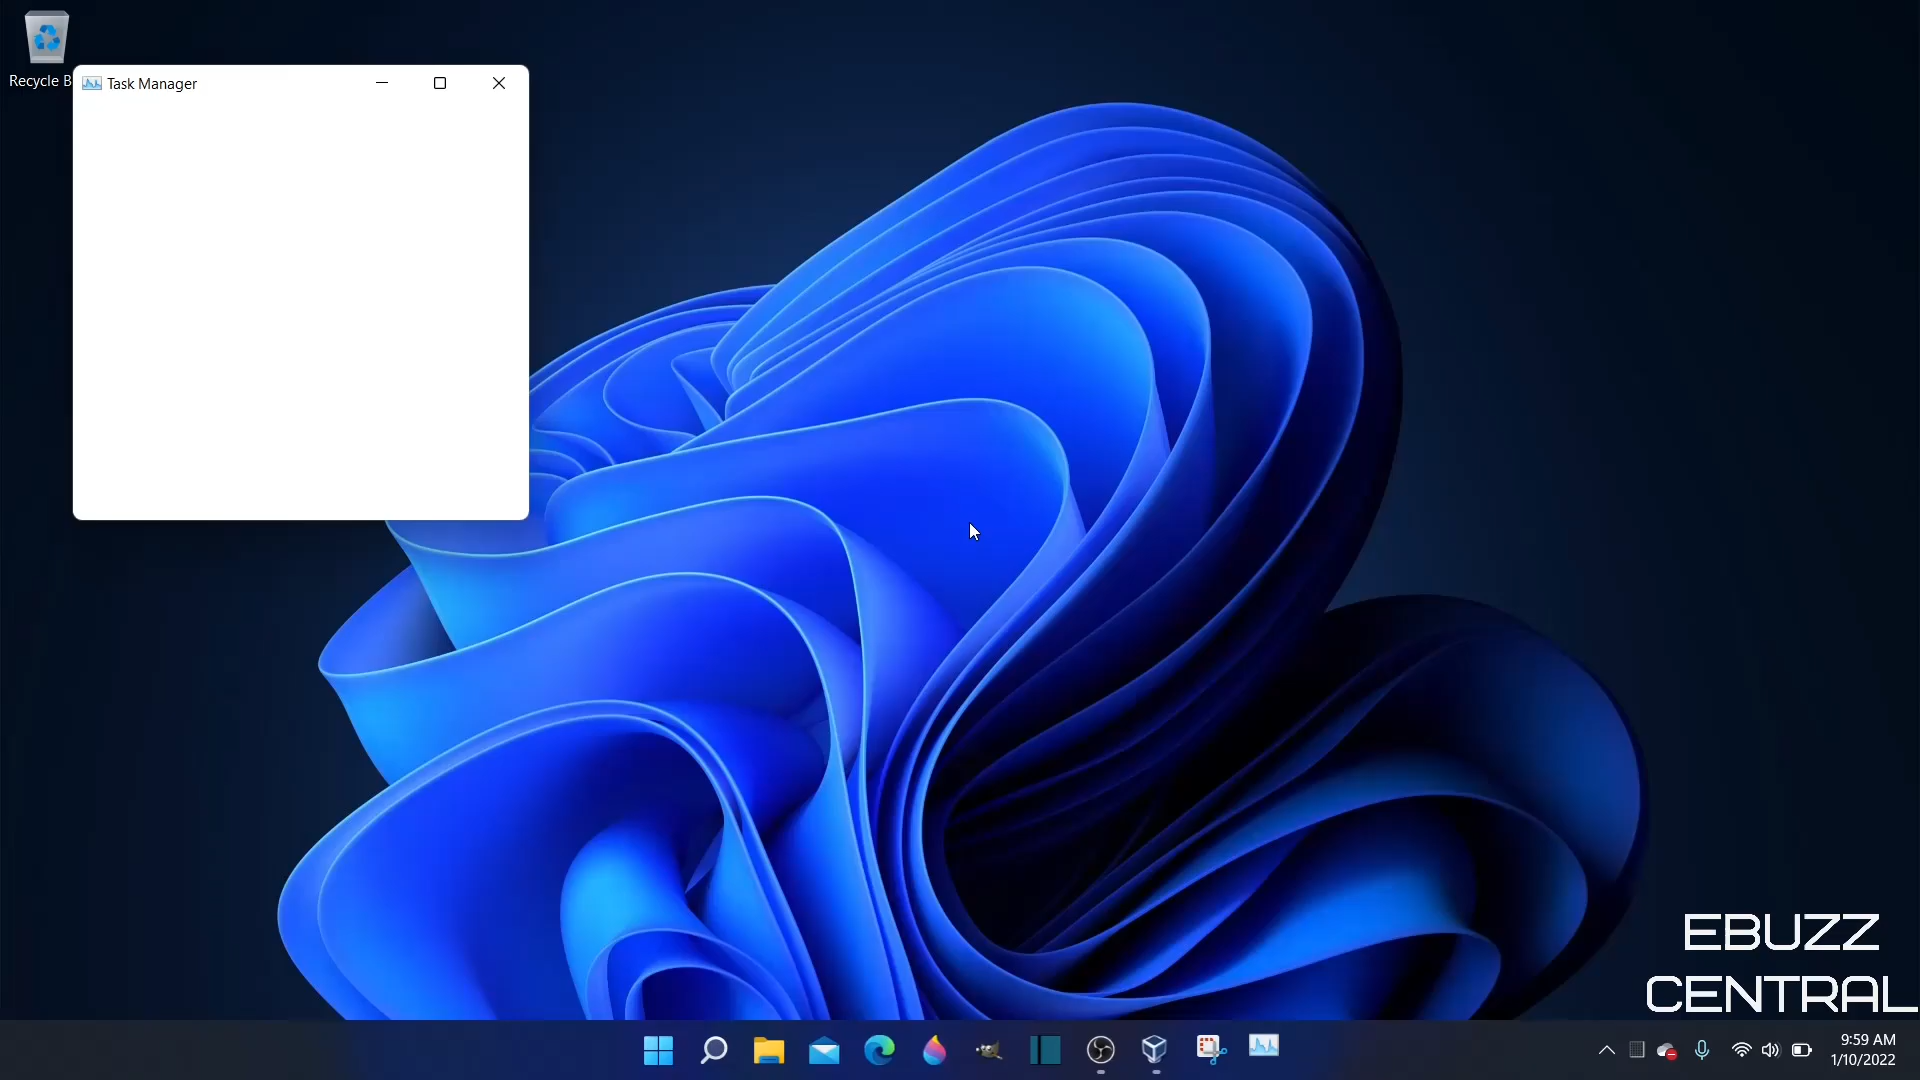 Recycle B
Task Manager
EBUZZ
CENTRAL
9:59 AM
1/10/2022